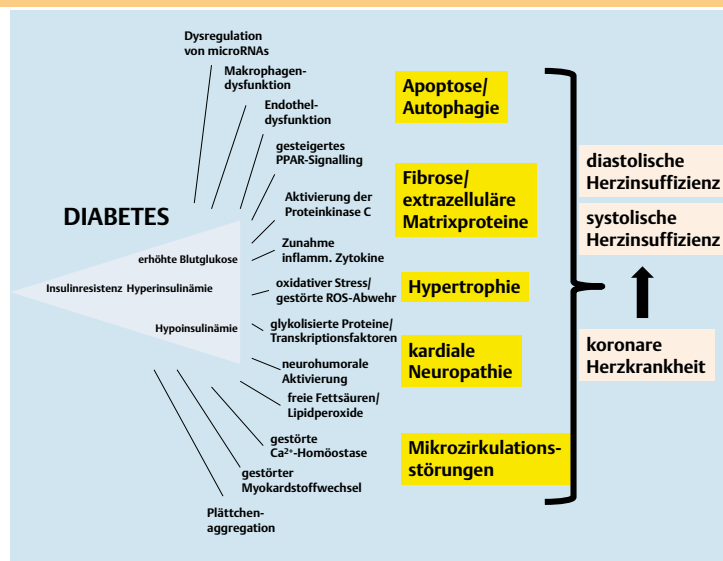 Dysregulation
von microRNAs
Makrophagen-
dysfunktion
Endothel-
dysfunktion
gesteigertes
PPAR-Signalling
Aktivierung der
Proteinkinase C
DIABETES
erhöhte Blutglukose
Zunahme
inflamm. Zytokine
Insulinresistenz Hyperinsulinämie
oxidativer Stress/
gestörte ROS-Abwehr
Hypoinsulinämie
glykolisierte Proteine/
Transkriptionsfaktoren
neurohumorale
Aktivierung
freie Fettsäuren/
Lipidperoxide
gestörte
Ca²⁺-Homöostase
gestörter
Myokardstoffwechsel
Plättchen-
aggregation
Apoptose/
Autophagie
Fibrose/
extrazelluläre
Matrixproteine
Hypertrophie
kardiale
Neuropathie
Mikrozirkulations-
störungen
diastolische
Herzinsuffizienz
systolische
Herzinsuffizienz
koronare
Herzkrankheit